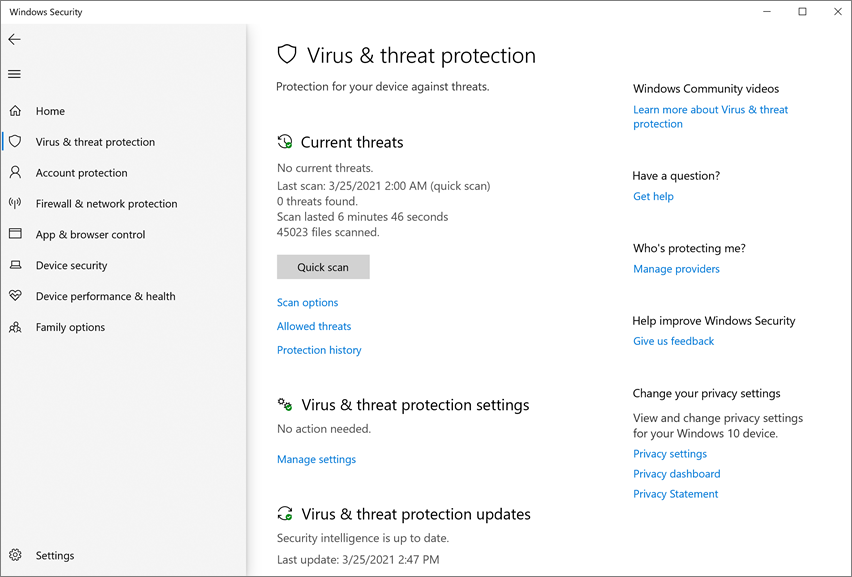 Windows Security
Home
Virus & threat protection
Account protection
Firewall & network protection
App & browser control
Device security
Device performance & health
Family options
Settings
Virus & threat protection
Protection for your device against threats.
Current threats
No current threats.
Last scan: 3/25/2021 2:00 AM (quick scan)
0 threats found.
Scan lasted 6 minutes 46 seconds
45023 files scanned.
Quick scan
Scan options
Allowed threats
Protection history
Virus & threat protection settings
No action needed.
Manage settings
Virus & threat protection updates
Security intelligence is up to date.
Last update: 3/25/2021 2:47 PM
Windows Community videos
Learn more about Virus & threat
protection
Have a question?
Get help
Who's protecting me?
Manage providers
Help improve Windows Security
Give us feedback
Change your privacy settings
View and change privacy settings
for your Windows 10 device.
Privacy settings
Privacy dashboard
Privacy Statement